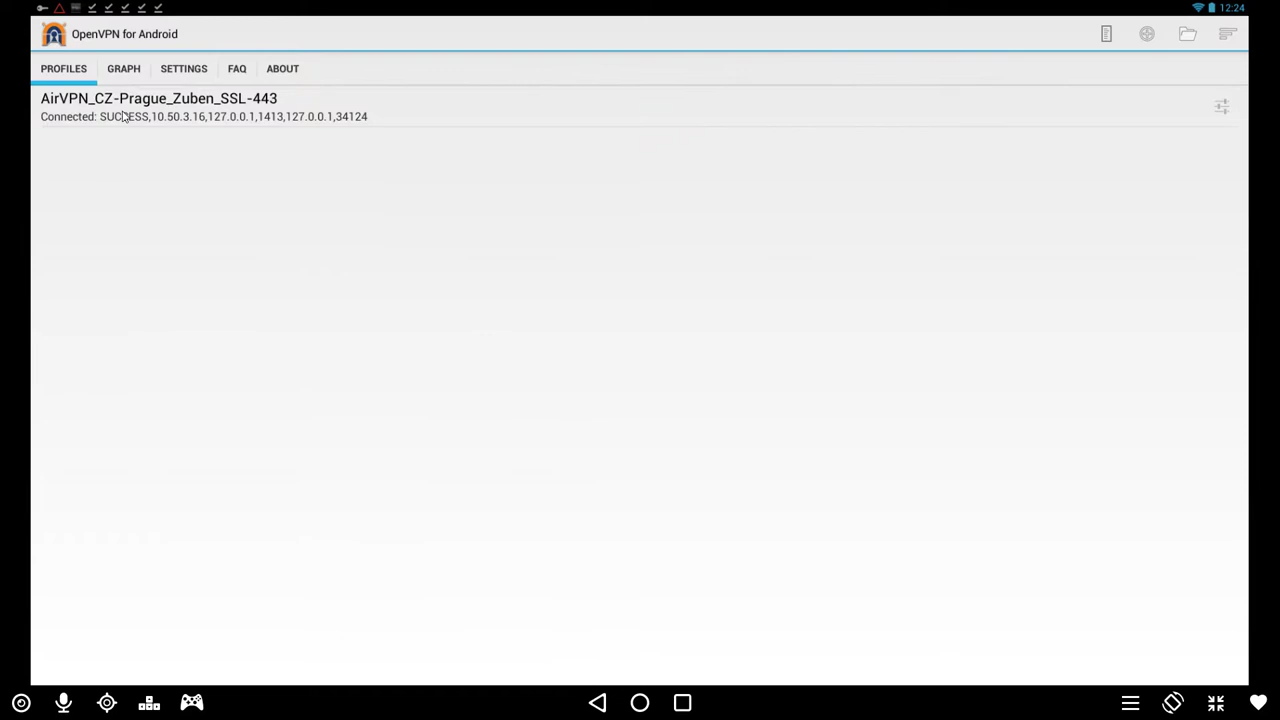 12:24
OpenVPN for Android
PROFILES GRAPH SETTINGS FAQ ABOUT
AirVPN_CZ-Prague_Zuben_SSL-443
Connected: SUCCESS,10.50.3.16,127.0.0.1,1413,127.0.0.1,34124